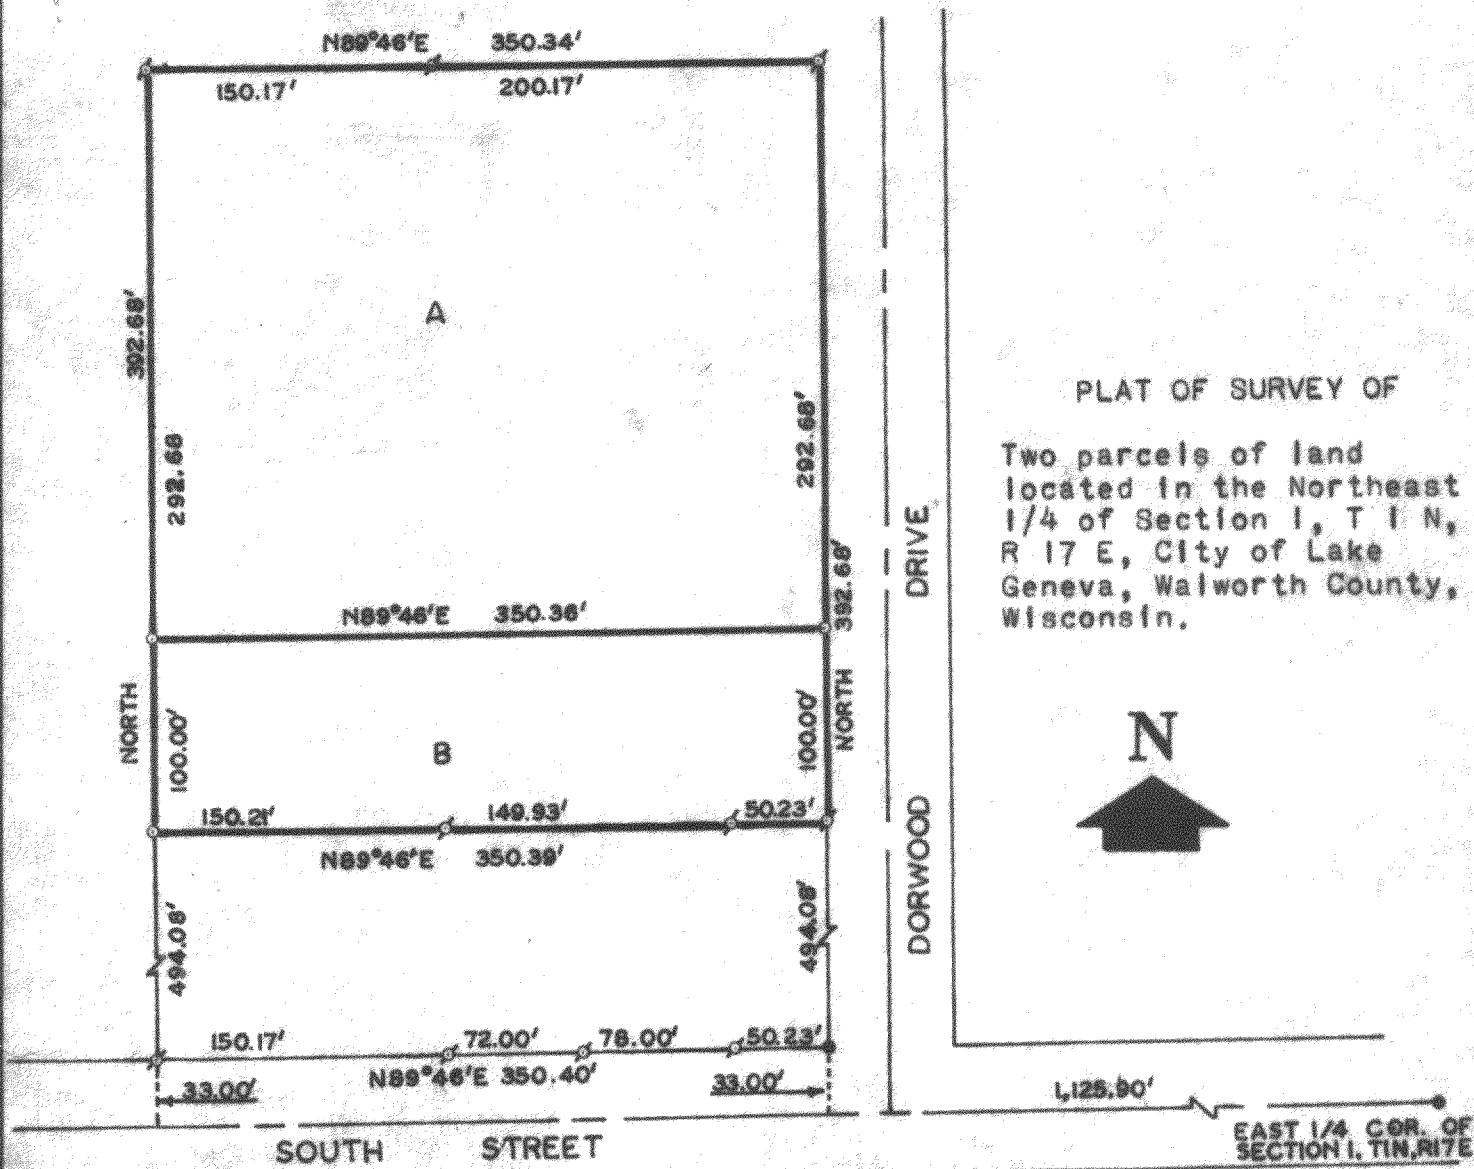 N89°46'E 350.34'
150.17' 200.17'
392.68'
A
292.68
292.68'
N89°46'E 350.36'
392.68'
NORTH
NORTH
100.00'
100.00'
B
150.21' 149.93' 50.23'
N89°46'E 350.39'
494.08'
494.08'
150.17' 72.00' 78.00' 50.23'
N89°46'E 350.40'
33.00' 33.00'
SOUTH STREET
DORWOOD DRIVE
PLAT OF SURVEY OF
Two parcels of land
located in the Northeast
1/4 of Section 1, T 1 N,
R 17 E, City of Lake
Geneva, Walworth County,
Wisconsin.
N
1,125.90'
EAST 1/4 COR. OF
SECTION 1, T1N, R17E